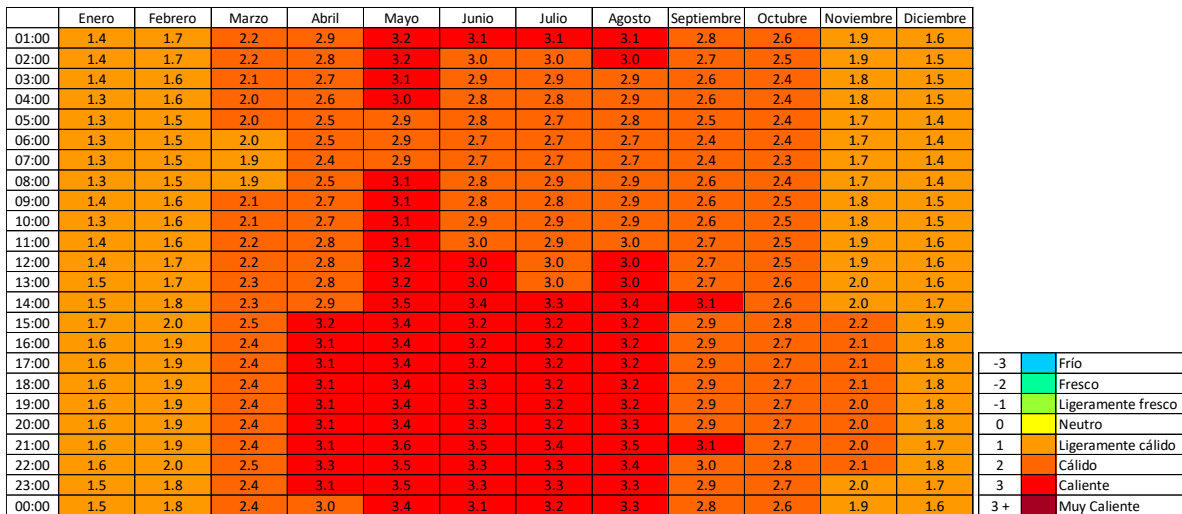 Enero Febrero Marzo Abril Mayo Junio Julio Agosto Septiembre Octubre Noviembre Diciembre
01:00 1.4 1.7 2.2 2.9 3.2 3.1 3.1 3.1 2.8 2.6 1.9 1.6
02:00 1.4 1.7 2.2 2.8 3.2 3.0 3.0 3.0 2.7 2.5 1.9 1.5
03:00 1.4 1.6 2.1 2.7 3.1 2.9 2.9 2.9 2.6 2.4 1.8 1.5
04:00 1.3 1.6 2.0 2.6 3.0 2.8 2.8 2.9 2.6 2.4 1.8 1.5
05:00 1.3 1.5 2.0 2.5 2.9 2.8 2.7 2.8 2.5 2.4 1.7 1.4
06:00 1.3 1.5 2.0 2.5 2.9 2.7 2.7 2.7 2.4 2.4 1.7 1.4
07:00 1.3 1.5 1.9 2.4 2.9 2.7 2.7 2.7 2.4 2.3 1.7 1.4
08:00 1.3 1.5 1.9 2.5 3.1 2.8 2.9 2.9 2.6 2.4 1.7 1.4
09:00 1.4 1.6 2.1 2.7 3.1 2.8 2.8 2.9 2.6 2.5 1.8 1.5
10:00 1.3 1.6 2.1 2.7 3.1 2.9 2.9 2.9 2.6 2.5 1.8 1.5
11:00 1.4 1.6 2.2 2.8 3.1 3.0 2.9 3.0 2.7 2.5 1.9 1.6
12:00 1.4 1.7 2.2 2.8 3.2 3.0 3.0 3.0 2.7 2.5 1.9 1.6
13:00 1.5 1.7 2.3 2.8 3.2 3.0 3.0 3.0 2.7 2.6 2.0 1.6
14:00 1.5 1.8 2.3 2.9 3.5 3.4 3.3 3.4 3.1 2.6 2.0 1.7
15:00 1.7 2.0 2.5 3.2 3.4 3.2 3.2 3.2 2.9 2.8 2.2 1.9
16:00 1.6 1.9 2.4 3.1 3.4 3.2 3.2 3.2 2.9 2.7 2.1 1.8
17:00 1.6 1.9 2.4 3.1 3.4 3.2 3.2 3.2 2.9 2.7 2.1 1.8 -3 Frío
18:00 1.6 1.9 2.4 3.1 3.4 3.3 3.2 3.2 2.9 2.7 2.1 1.8 -2 Fresco
19:00 1.6 1.9 2.4 3.1 3.4 3.3 3.2 3.2 2.9 2.7 2.0 1.8 -1 Ligeramente fresco
20:00 1.6 1.9 2.4 3.1 3.4 3.3 3.2 3.3 2.9 2.7 2.0 1.8 0 Neutro
21:00 1.6 1.9 2.4 3.1 3.6 3.5 3.4 3.5 3.1 2.7 2.0 1.7 1 Ligeramente cálido
22:00 1.6 2.0 2.5 3.3 3.5 3.3 3.3 3.4 3.0 2.8 2.1 1.8 2 Cálido
23:00 1.5 1.8 2.4 3.1 3.5 3.3 3.3 3.3 2.9 2.7 2.0 1.7 3 Caliente
00:00 1.5 1.8 2.4 3.0 3.4 3.1 3.2 3.3 2.8 2.6 1.9 1.6 3 + Muy Caliente